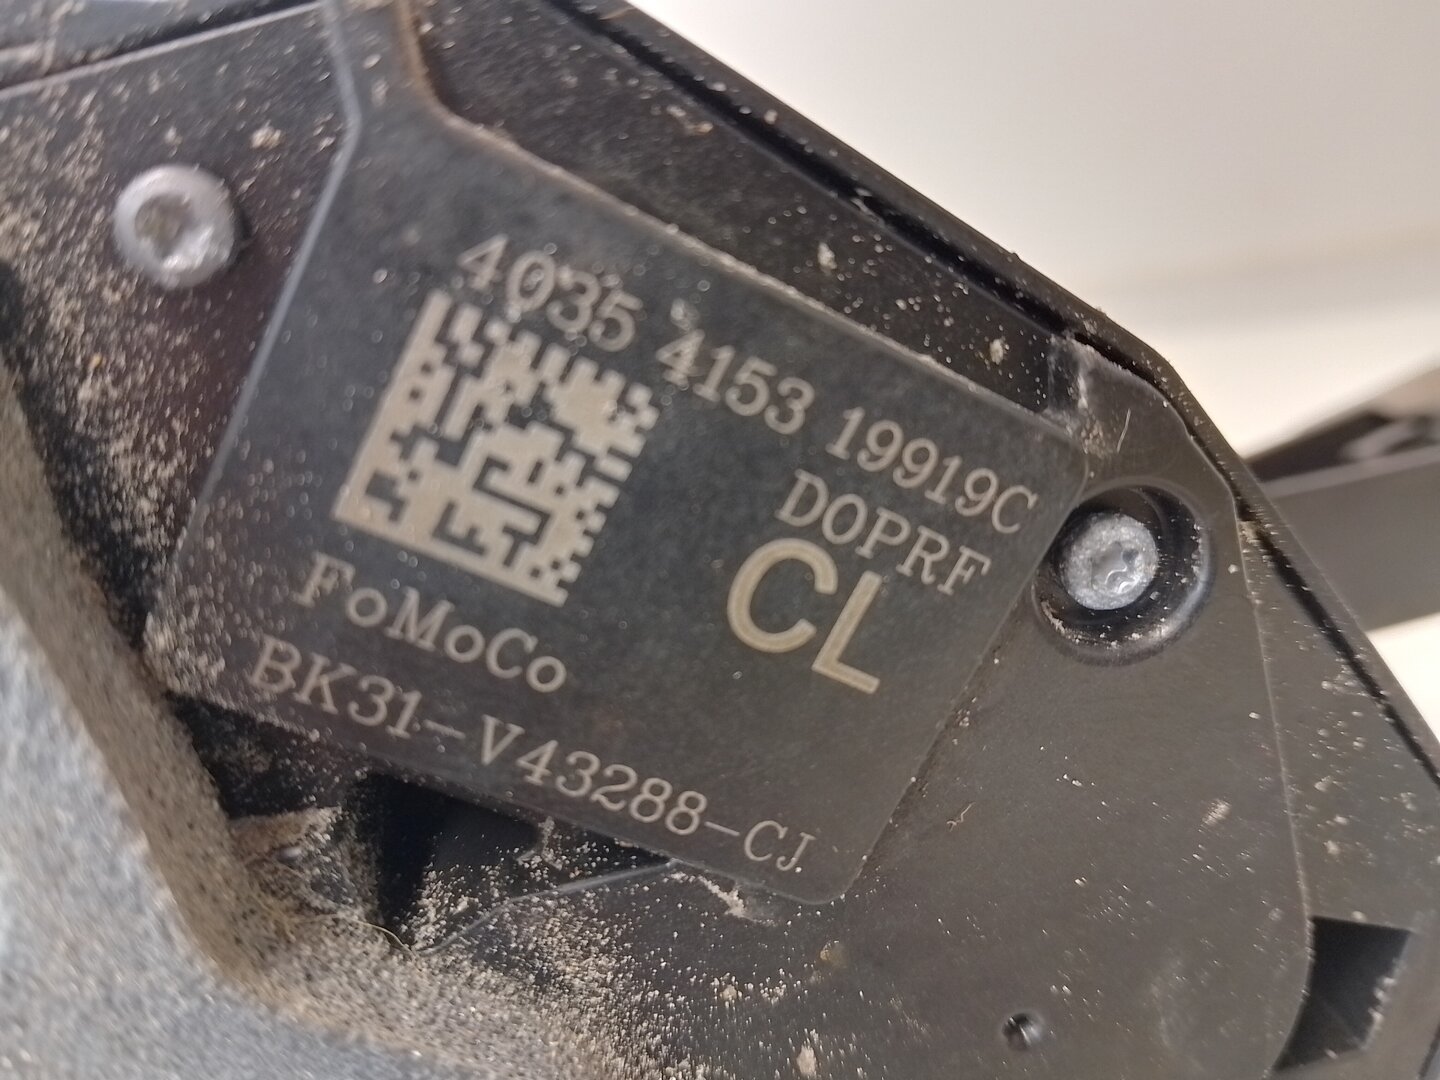 4035 4153 19919C
DOPRF
CL
FoMoCo
BK31-V43288-CJ